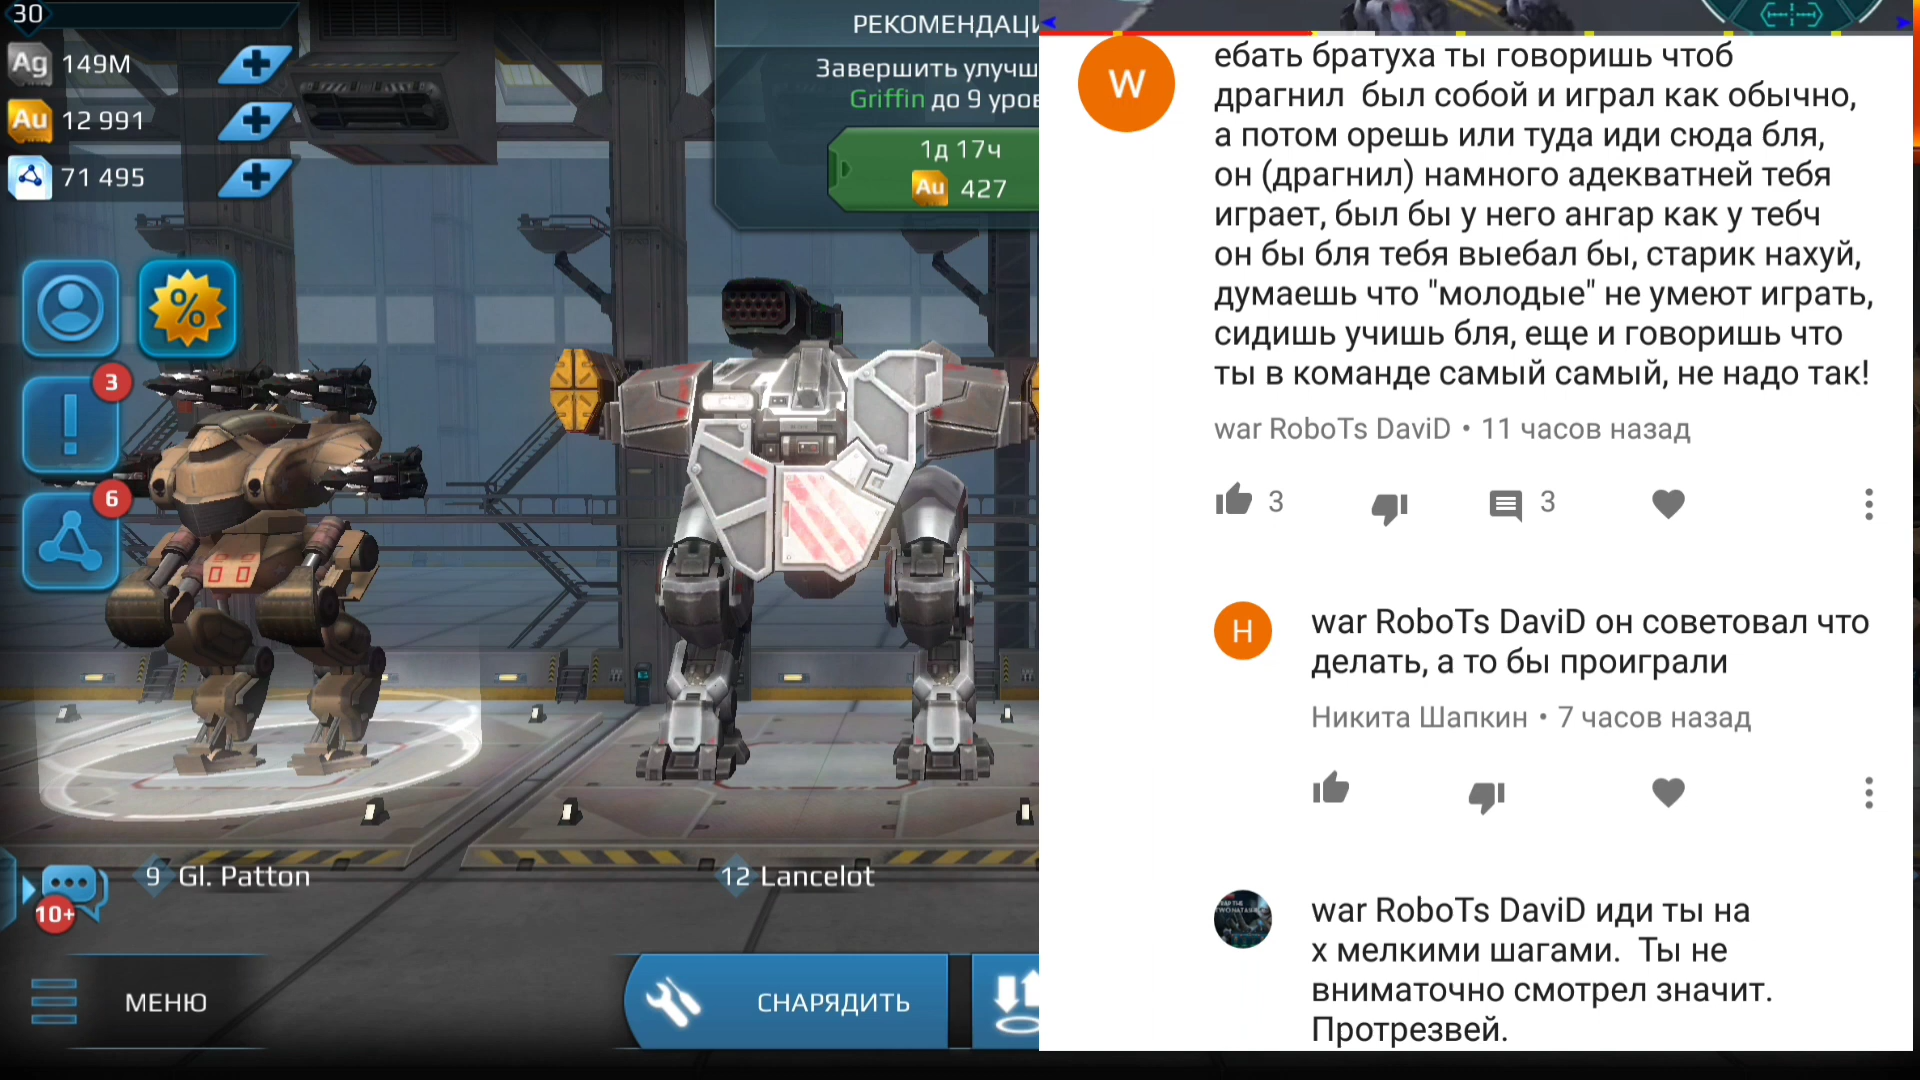 30
Ag 149M
Au 12 991
71 495
РЕКОМЕНДАЦИ
Завершить улучш
Griffin до 9 уров
1д 17ч
Au 427
%
3
6
10+
9 Gl. Patton
12 Lancelot
МЕНЮ
СНАРЯДИТЬ
W
ебать братуха ты говоришь чтоб
драгнил был собой и играл как обычно,
а потом орешь или туда иди сюда бля,
он (драгнил) намного адекватней тебя
играет, был бы у него ангар как у тебч
он бы бля тебя выебал бы, старик нахуй,
думаешь что "молодые" не умеют играть,
сидишь учишь бля, еще и говоришь что
ты в команде самый самый, не надо так!
war RoboTs DaviD • 11 часов назад
3
3
Н
war RoboTs DaviD он советовал что
делать, а то бы проиграли
Никита Шапкин • 7 часов назад
war RoboTs DaviD иди ты на
х мелкими шагами. Ты не
вниматочно смотрел значит.
Протрезвей.